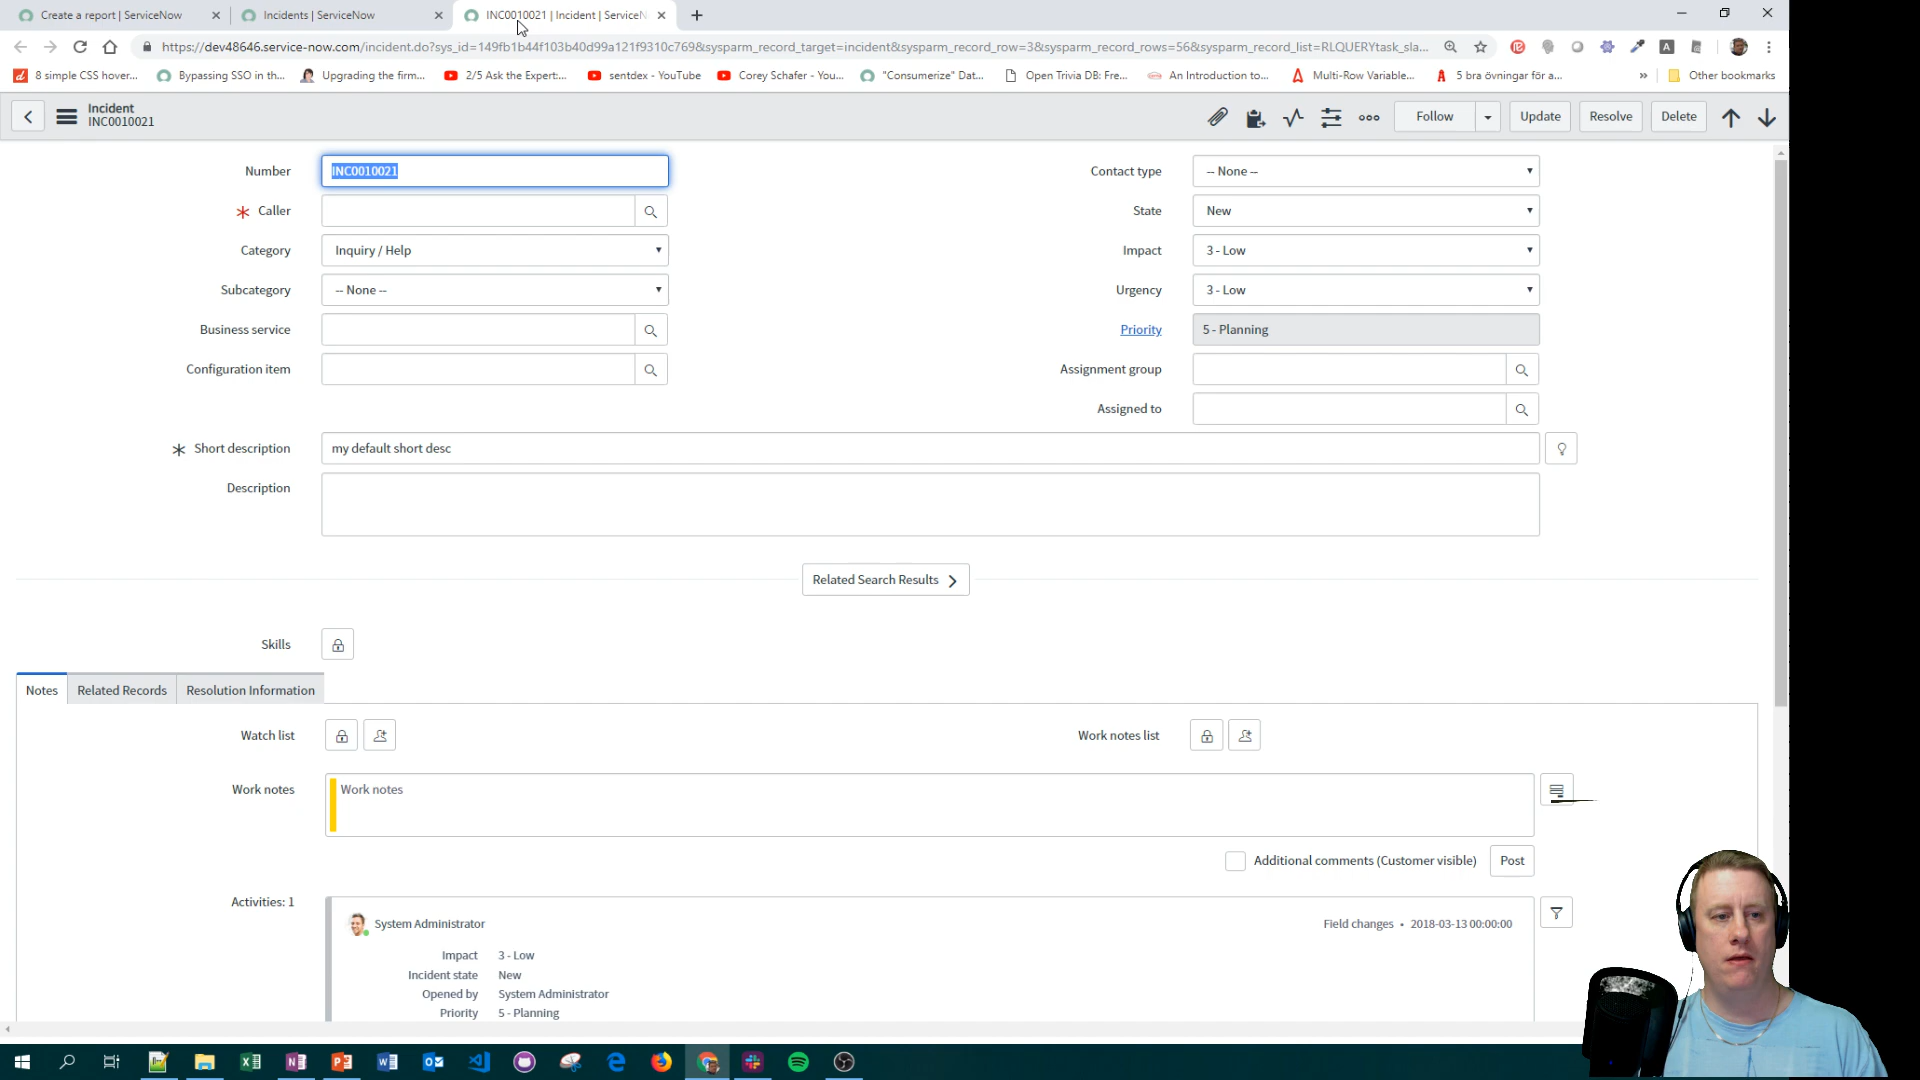 Create a report | ServiceNow
Incidents | ServiceNow
INC0010021 | Incident | ServiceN
https://dev48646.service-now.com/incident.do?sys_id=149fb1b44f103b40d99a121f9310c769&sysparm_record_target=incident&sysparm_record_row=3&sysparm_record_rows=56&sysparm_record_list=RLQUERYtask_sla...
8 simple CSS hover...
Bypassing SSO in th...
Upgrading the firm...
2/5 Ask the Expert:...
sentdex - YouTube
Corey Schafer - You...
"Consumerize" Dat...
Open Trivia DB: Fre...
An Introduction to...
Multi-Row Variable...
5 bra övningar för a...
»
Other bookmarks
Incident
INC0010021
Follow
Update
Resolve
Delete
Number INC0010021
Contact type -- None --
Caller
State New
Category Inquiry / Help
Impact 3 - Low
Subcategory -- None --
Urgency 3 - Low
Business service
Priority 5 - Planning
Configuration item
Assignment group
Assigned to
Short description my default short desc
Description
Related Search Results
Skills
Notes Related Records Resolution Information
Watch list
Work notes list
Work notes Work notes
Additional comments (Customer visible) Post
Activities: 1
System Administrator Field changes • 2018-03-13 00:00:00
Impact 3 - Low
Incident state New
Opened by System Administrator
Priority 5 - Planning